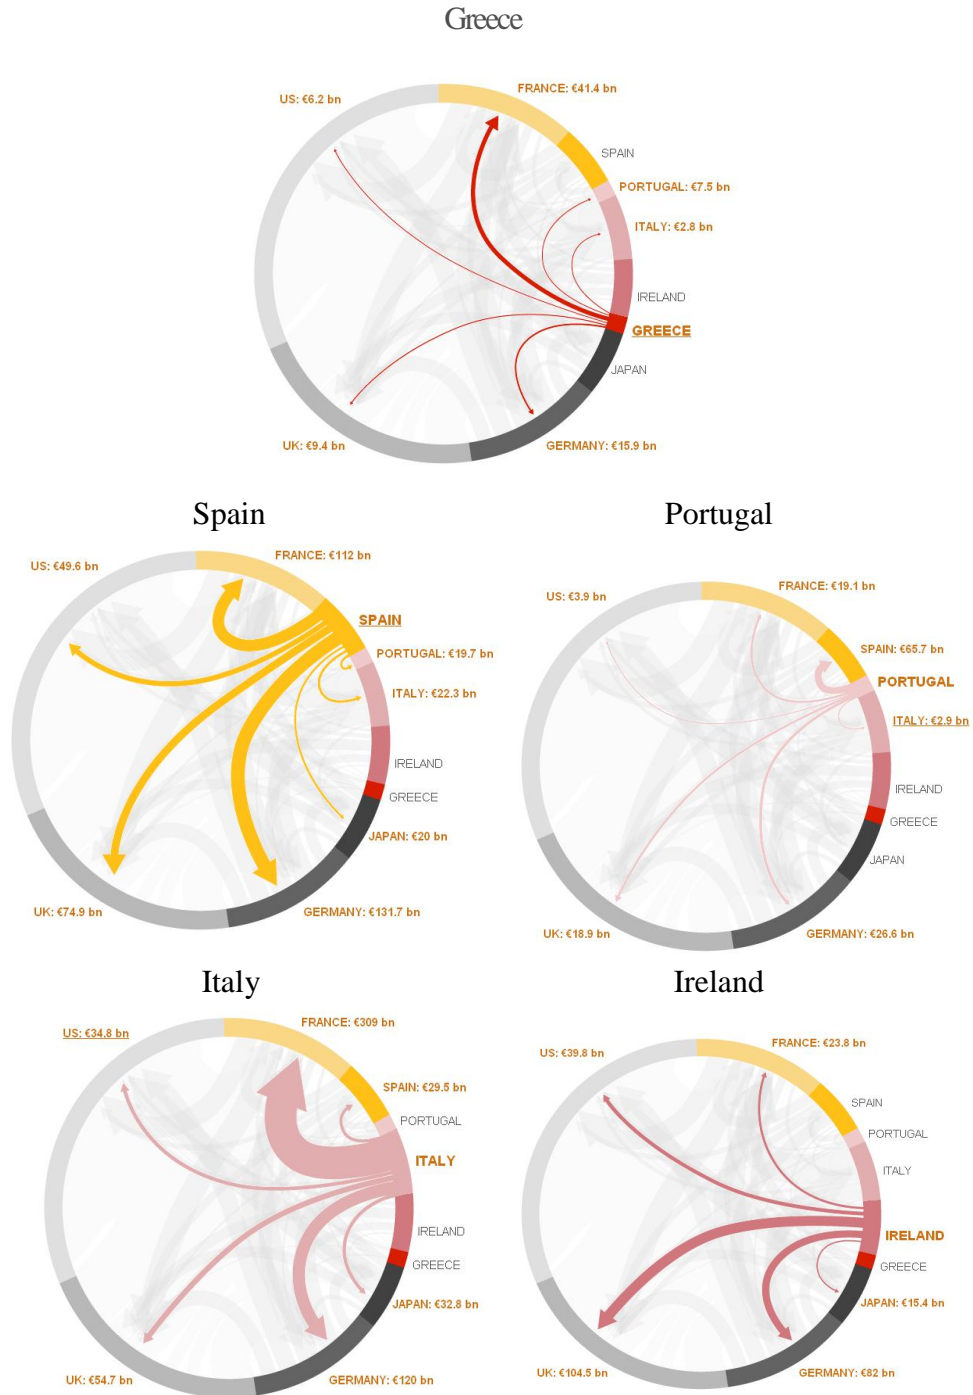 Greece
FRANCE: €41.4 bn
US: €6.2 bn
SPAIN
PORTUGAL: €7.5 bn
ITALY: €2.8 bn
IRELAND
GREECE
JAPAN
UK: €9.4 bn
GERMANY: €15.9 bn
Spain
FRANCE: €112 bn
US: €49.6 bn
SPAIN
PORTUGAL: €19.7 bn
ITALY: €22.3 bn
IRELAND
GREECE
JAPAN: €20 bn
UK: €74.9 bn
GERMANY: €131.7 bn
Portugal
FRANCE: €19.1 bn
US: €3.9 bn
SPAIN: €65.7 bn
PORTUGAL
ITALY: €2.9 bn
IRELAND
GREECE
JAPAN
UK: €18.9 bn
GERMANY: €26.6 bn
Italy
FRANCE: €309 bn
US: €34.8 bn
SPAIN: €29.5 bn
PORTUGAL
ITALY
IRELAND
GREECE
JAPAN: €32.8 bn
UK: €54.7 bn
GERMANY: €120 bn
Ireland
FRANCE: €23.8 bn
US: €39.8 bn
SPAIN
PORTUGAL
ITALY
IRELAND
GREECE
JAPAN: €15.4 bn
UK: €104.5 bn
GERMANY: €82 bn